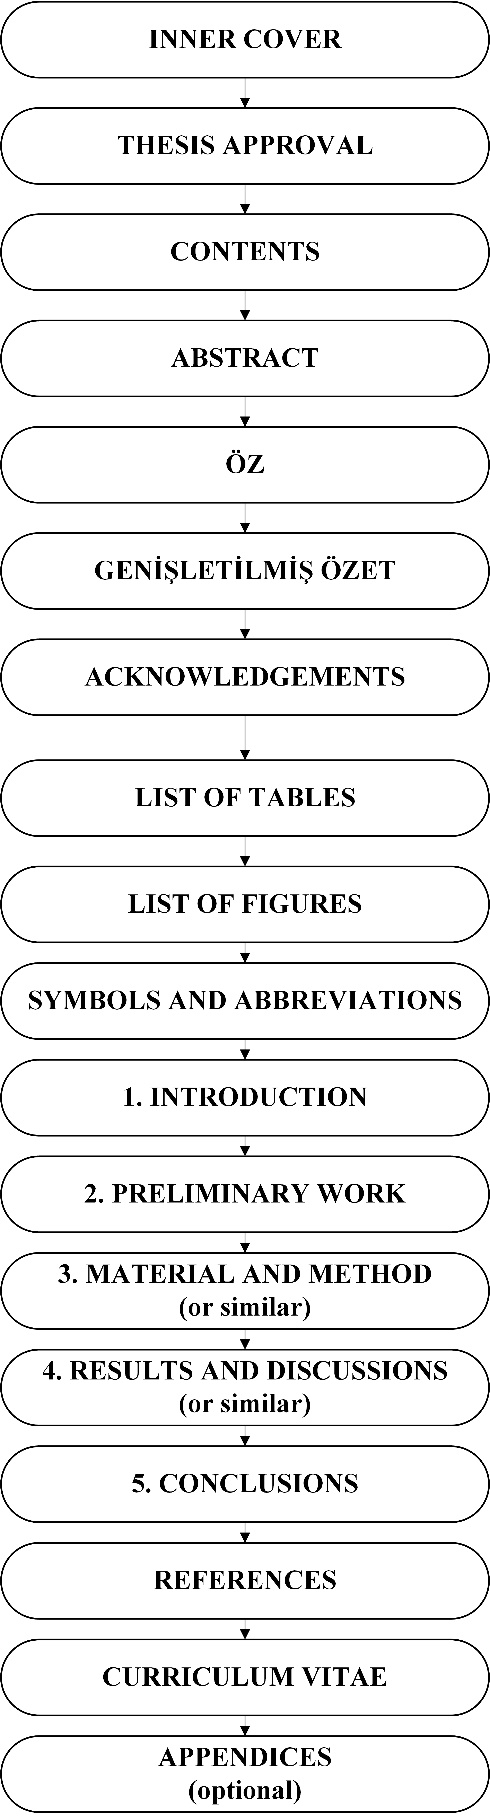 INNER COVER
THESIS APPROVAL
CONTENTS
ABSTRACT
ÖZ
GENİŞLETİLMİŞ ÖZET
ACKNOWLEDGEMENTS
LIST OF TABLES
LIST OF FIGURES
SYMBOLS AND ABBREVIATIONS
1. INTRODUCTION
2. PRELIMINARY WORK
3. MATERIAL AND METHOD
(or similar)
4. RESULTS AND DISCUSSIONS
(or similar)
5. CONCLUSIONS
REFERENCES
CURRICULUM VITAE
APPENDICES
(optional)